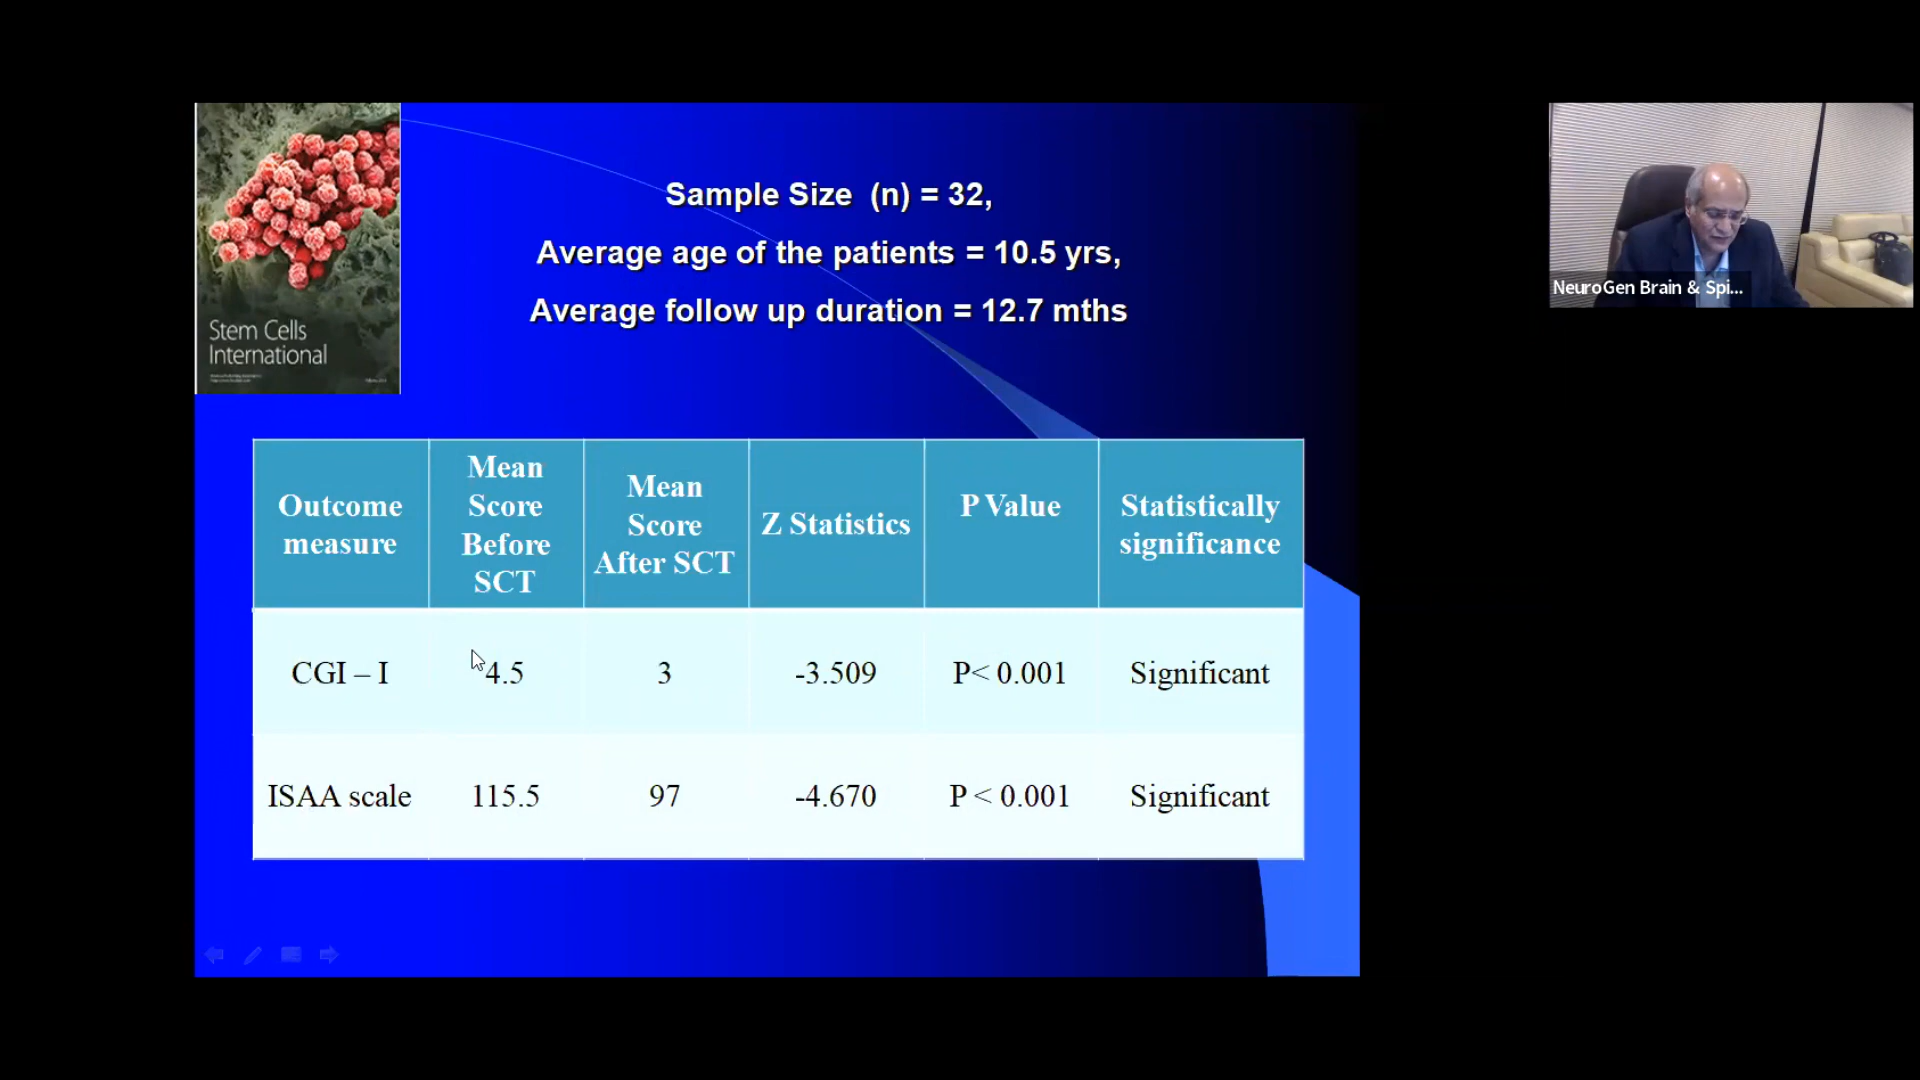 Stem Cells
International
Sample Size (n) = 32,
Average age of the patients = 10.5 yrs,
Average follow up duration = 12.7 mths
NeuroGen Brain & Spi...
Outcome
measure
Mean
Score
Before
SCT
Mean
Score
After SCT
Z Statistics
P Value
Statistically
significance
CGI – I 4.5 3 -3.509 P< 0.001 Significant
ISAA scale 115.5 97 -4.670 P < 0.001 Significant